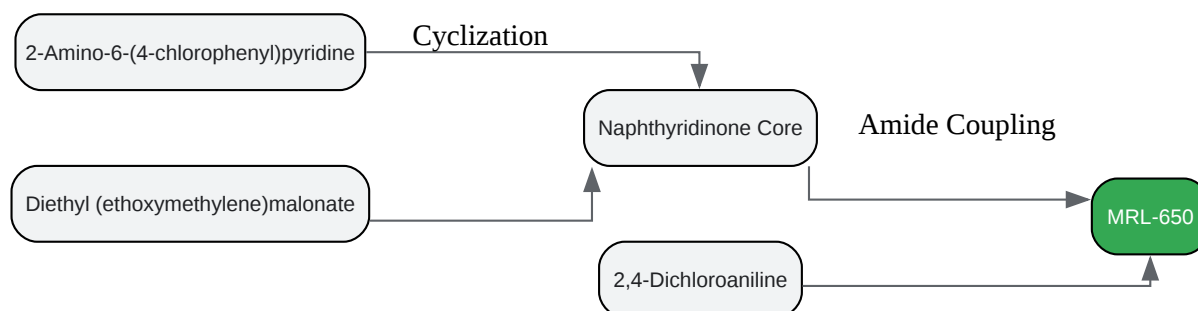 2-Amino-6-(4-chlorophenyl)pyridine
Cyclization
Naphthyridinone Core
Amide Coupling
Diethyl (ethoxymethylene)malonate
MRL-650
2,4-Dichloroaniline